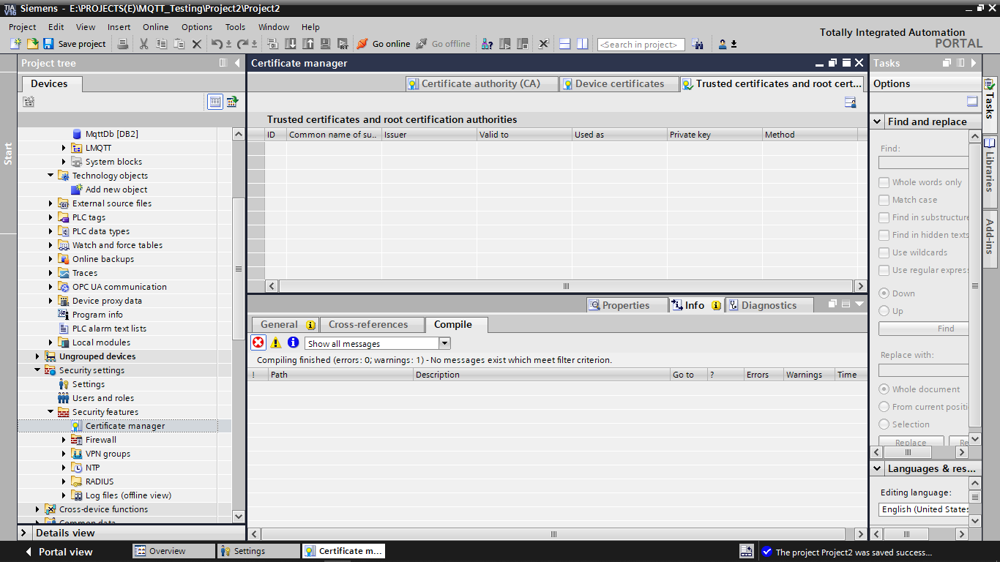 TIA V16 Siemens - E:\PROJECTS(E)\MQTT_Testing\Project2\Project2
Project Edit View Insert Online Options Tools Window Help
Totally Integrated Automation
PORTAL
Save project Go online Go offline <Search in project>
Start
Project tree
Devices
MqttDb [DB2]
LMQTT
System blocks
Technology objects
Add new object
External source files
PLC tags
PLC data types
Watch and force tables
Online backups
Traces
OPC UA communication
Device proxy data
Program info
PLC alarm text lists
Local modules
Ungrouped devices
Security settings
Settings
Users and roles
Security features
Certificate manager
Firewall
VPN groups
NTP
RADIUS
Log files (offline view)
Cross-device functions
Common data
Details view
Certificate manager
Certificate authority (CA) Device certificates Trusted certificates and root cert...
Trusted certificates and root certification authorities
ID Common name of su.. Issuer Valid to Used as Private key Method
Properties Info Diagnostics
General Cross-references Compile
Show all messages
Compiling finished (errors: 0; warnings: 1) - No messages exist which meet filter criterion.
! Path Description Go to ? Errors Warnings Time
Tasks
Options
Find and replace
Find:
Whole words only
Match case
Find in substructure
Find in hidden texts
Use wildcards
Use regular express
Down
Up
Find
Replace with:
Whole document
From current positi
Selection
Replace Re
Languages & res...
Editing language:
English (United States
Tasks
Libraries
Add-ins
Portal view Overview Settings Certificate m... The project Project2 was saved success...